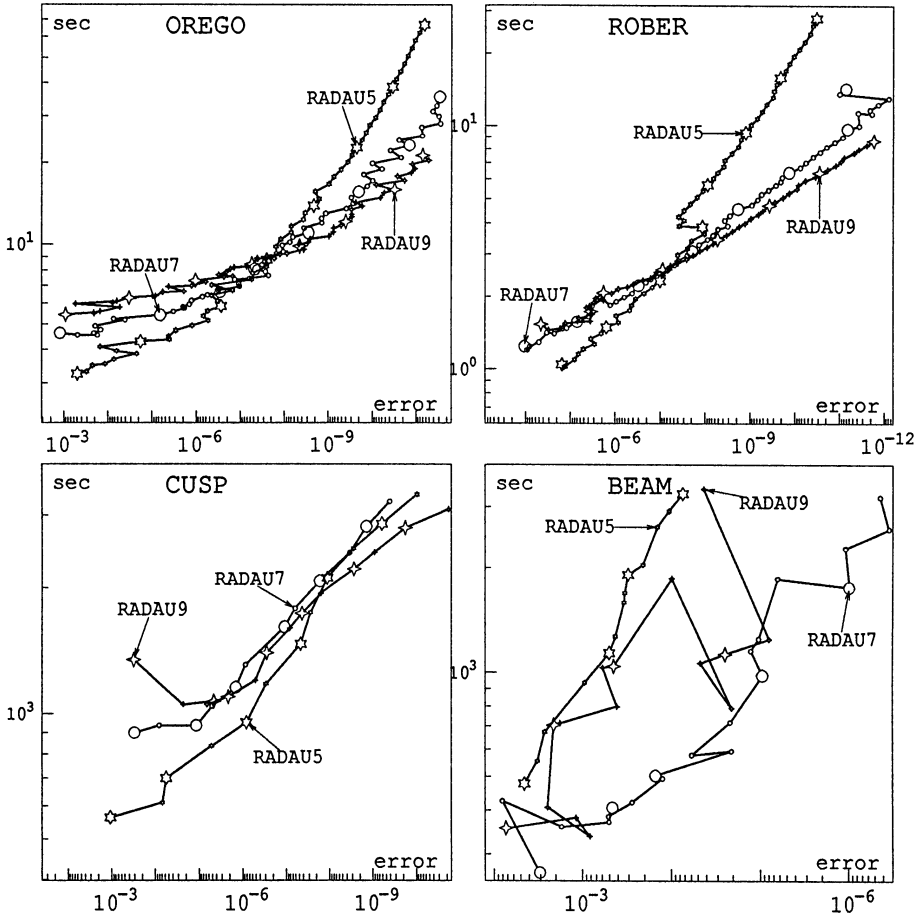 sec OREGO
RADAU5
RADAU9
10¹
RADAU7
error
10⁻³ 10⁻⁶ 10⁻⁹
sec ROBER
10¹
RADAU5
RADAU9
RADAU7
10⁰
error
10⁻⁶ 10⁻⁹ 10⁻¹²
sec CUSP
RADAU7
RADAU9
10³
RADAU5
error
10⁻³ 10⁻⁶ 10⁻⁹
sec BEAM
RADAU9
RADAU5
RADAU7
10³
error
10⁻³ 10⁻⁶